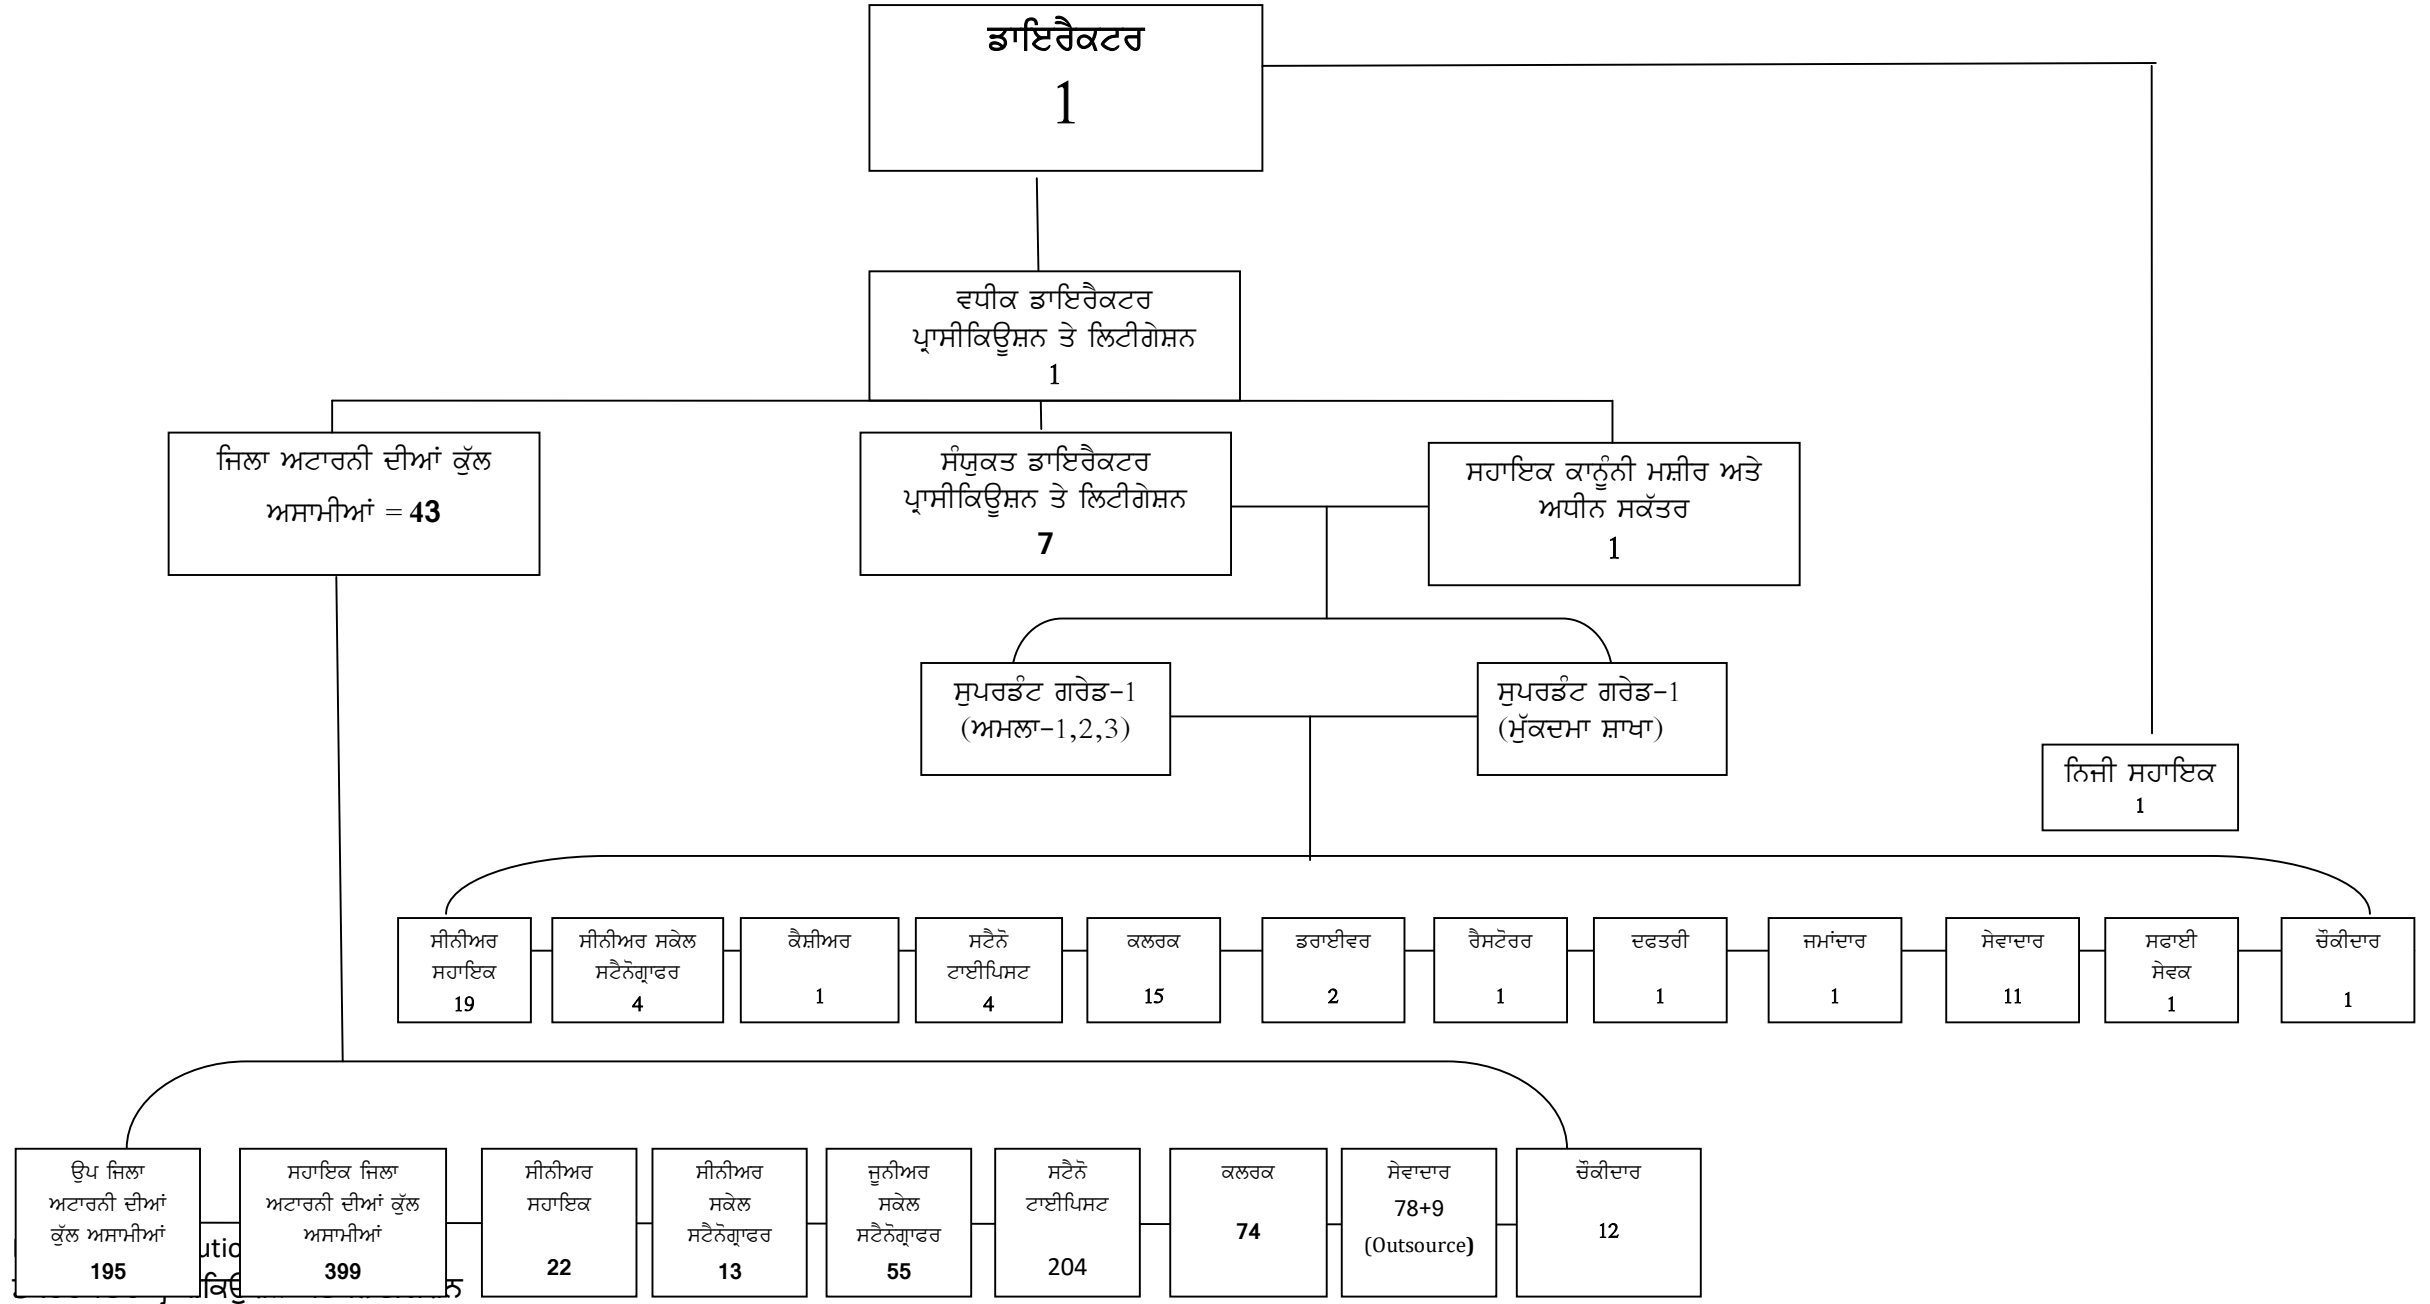 ਡਾਇਰੈਕਟਰ
1
ਵਧੀਕ ਡਾਇਰੈਕਟਰ
ਪ੍ਰਾਸੀਕਿਊਸ਼ਨ ਤੇ ਲਿਟੀਗੇਸ਼ਨ
1
ਜਿਲਾ ਅਟਾਰਨੀ ਦੀਆਂ ਕੁੱਲ
ਅਸਾਮੀਆਂ = 43
ਸੰਯੁਕਤ ਡਾਇਰੈਕਟਰ
ਪ੍ਰਾਸੀਕਿਊਸ਼ਨ ਤੇ ਲਿਟੀਗੇਸ਼ਨ
7
ਸਹਾਇਕ ਕਾਨੂੰਨੀ ਮਸ਼ੀਰ ਅਤੇ
ਅਧੀਨ ਸਕੱਤਰ
1
ਸੁਪਰਡੰਟ ਗਰੇਡ-1
(ਅਮਲਾ-1,2,3)
ਸੁਪਰਡੰਟ ਗਰੇਡ-1
(ਮੁੱਕਦਮਾ ਸ਼ਾਖਾ)
ਨਿਜੀ ਸਹਾਇਕ
1
ਸੀਨੀਅਰ
ਸਹਾਇਕ
19
ਸੀਨੀਅਰ ਸਕੇਲ
ਸਟੈਨੋਗ੍ਰਾਫਰ
4
ਕੈਸ਼ੀਅਰ
1
ਸਟੈਨੋ
ਟਾਈਪਿਸਟ
4
ਕਲਰਕ
15
ਡਰਾਈਵਰ
2
ਰੈਸਟੋਰਰ
1
ਦਫਤਰੀ
1
ਜਮਾਂਦਾਰ
1
ਸੇਵਾਦਾਰ
11
ਸਫਾਈ
ਸੇਵਕ
1
ਚੌਕੀਦਾਰ
1
ਉਪ ਜਿਲਾ
ਅਟਾਰਨੀ ਦੀਆਂ
ਕੁੱਲ ਅਸਾਮੀਆਂ
195
ਸਹਾਇਕ ਜਿਲਾ
ਅਟਾਰਨੀ ਦੀਆਂ ਕੁੱਲ
ਅਸਾਮੀਆਂ
399
ਸੀਨੀਅਰ
ਸਹਾਇਕ
22
ਸੀਨੀਅਰ
ਸਕੇਲ
ਸਟੈਨੋਗ੍ਰਾਫਰ
13
ਜੂਨੀਅਰ
ਸਕੇਲ
ਸਟੈਨੋਗ੍ਰਾਫਰ
55
ਸਟੈਨੋ
ਟਾਈਪਿਸਟ
204
ਕਲਰਕ
74
ਸੇਵਾਦਾਰ
78+9
(Outsource)
ਚੌਕੀਦਾਰ
12